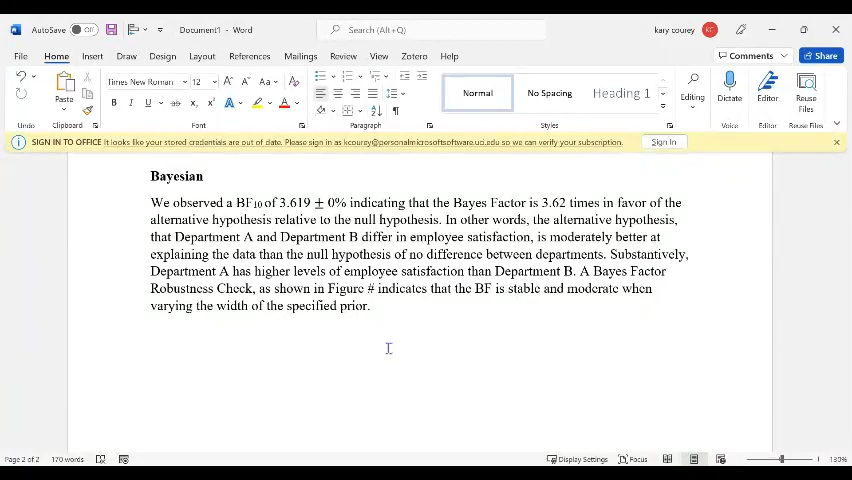 AutoSave Off Document1 - Word Search (Alt+Q) kary courey KC
File Home Insert Draw Design Layout References Mailings Review View Zotero Help Comments Share
Times New Roman 12 A A Aa A
Paste B I U ab x₂ x² A A Normal No Spacing Heading 1 Editing Dictate Editor Reuse Files
Undo Clipboard Font Paragraph Styles Voice Editor Reuse Files
SIGN IN TO OFFICE It looks like your stored credentials are out of date. Please sign in as kcourey@personalmicrosoftsoftware.uci.edu so we can verify your subscription. Sign In
Bayesian
We observed a BF₁₀ of 3.619 ± 0% indicating that the Bayes Factor is 3.62 times in favor of the
alternative hypothesis relative to the null hypothesis. In other words, the alternative hypothesis,
that Department A and Department B differ in employee satisfaction, is moderately better at
explaining the data than the null hypothesis of no difference between departments. Substantively,
Department A has higher levels of employee satisfaction than Department B. A Bayes Factor
Robustness Check, as shown in Figure # indicates that the BF is stable and moderate when
varying the width of the specified prior.
Page 2 of 2 170 words Display Settings Focus 130%